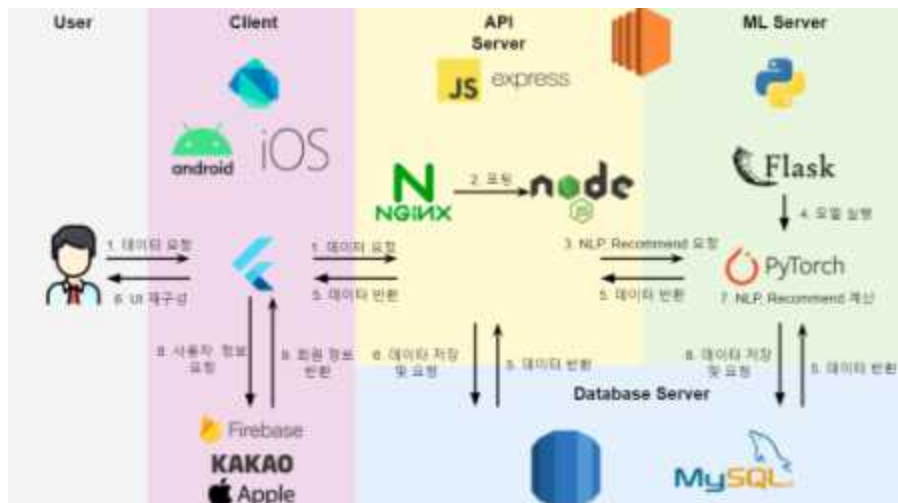 User
Client
API
Server
ML Server
JS express
android
iOS
NGINX
2. 포워딩
node
JS
Flask
4. 모델 실행
1. 데이터 요청
6. UI 재구성
1. 데이터 요청
5. 데이터 반환
3. NLP, Recommend 요청
5. 데이터 반환
PyTorch
7. NLP, Recommend 계산
8. 사용자 정보
요청
9. 회원 정보
반환
6. 데이터 저장
및 요청
5. 데이터 반환
6. 데이터 저장
및 요청
5. 데이터 반환
Database Server
Firebase
KAKAO
Apple
MySQL